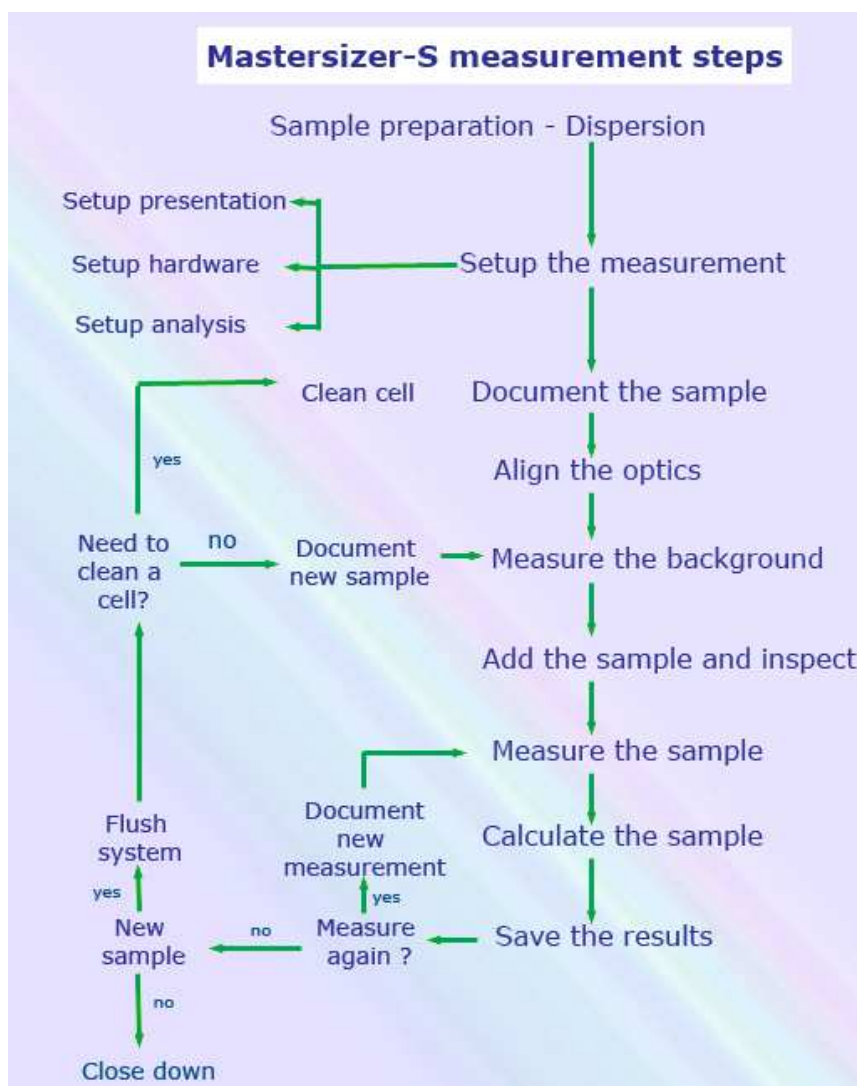 Mastersizer-S measurement steps
Sample preparation - Dispersion
Setup presentation
Setup hardware
Setup the measurement
Setup analysis
Clean cell
Document the sample
yes
Align the optics
Need to
clean a
cell?
no
Document
new sample
Measure the background
Add the sample and inspect
Measure the sample
Document
new
measurement
Calculate the sample
Flush
system
yes
yes
New
sample
no
Measure
again ?
Save the results
no
Close down